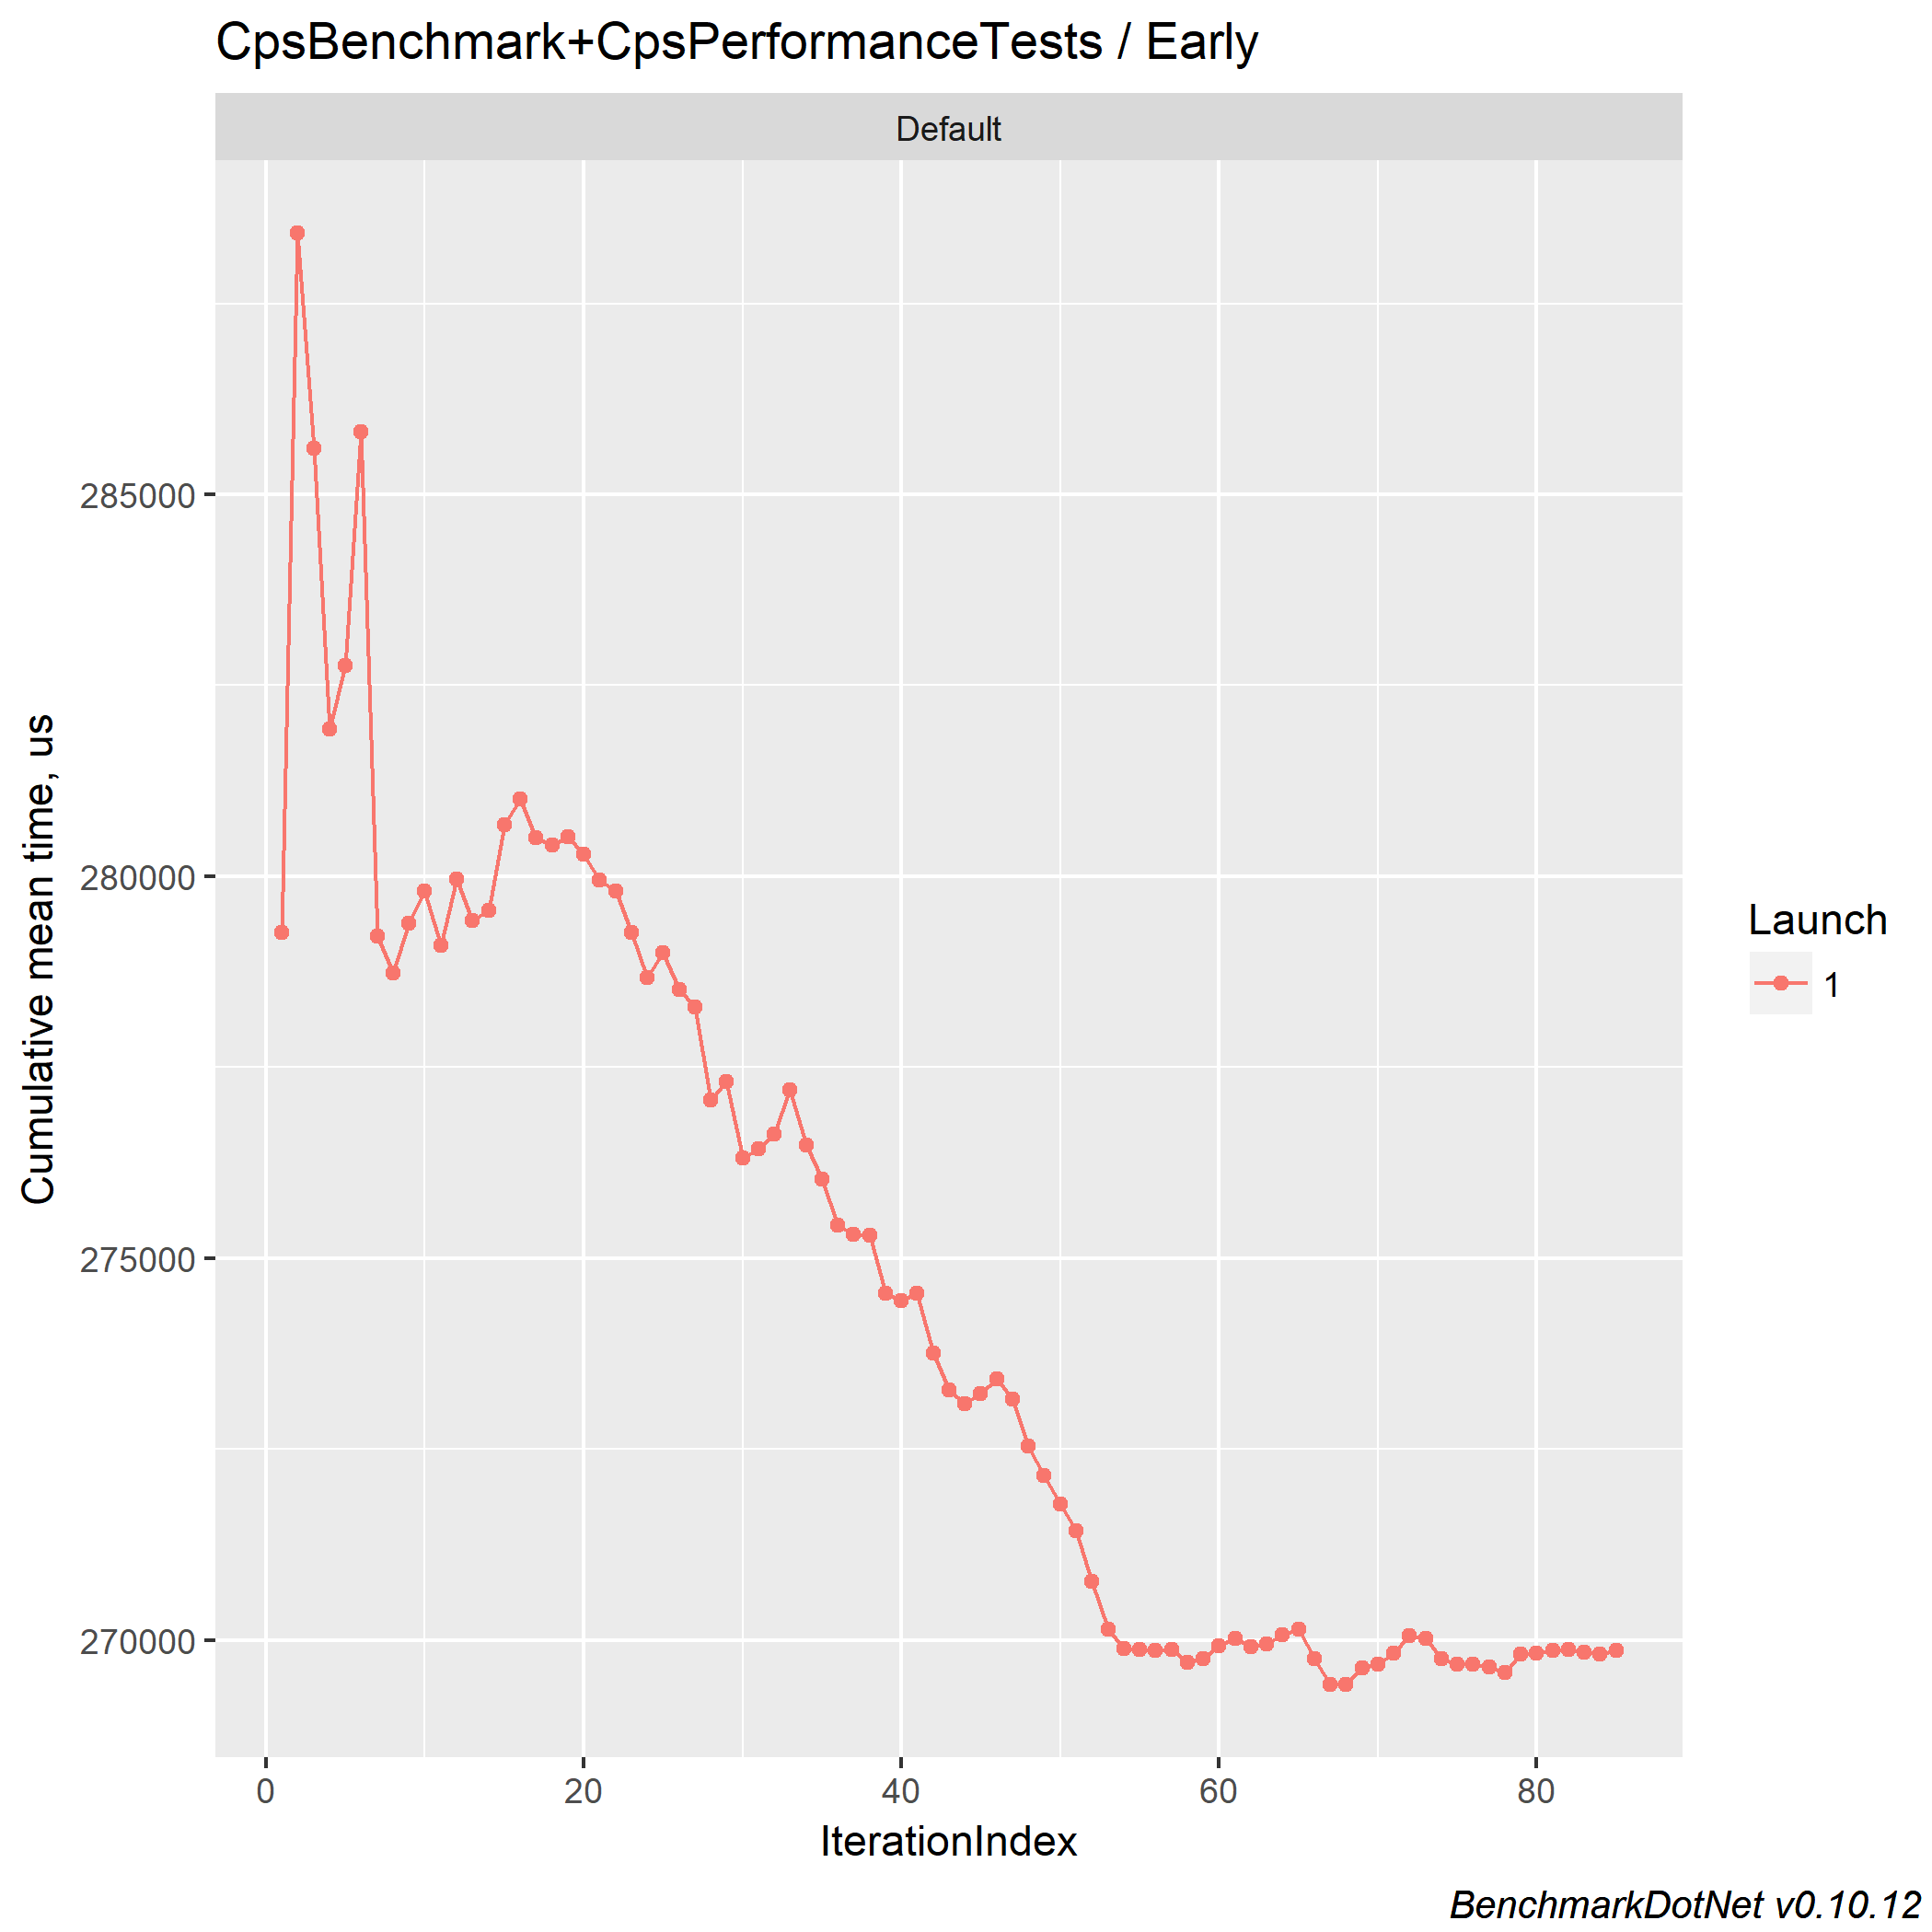 CpsBenchmark+CpsPerformanceTests / Early
Default
Cumulative mean time, us
285000
280000
275000
270000
0 20 40 60 80
IterationIndex
Launch
1
BenchmarkDotNet v0.10.12